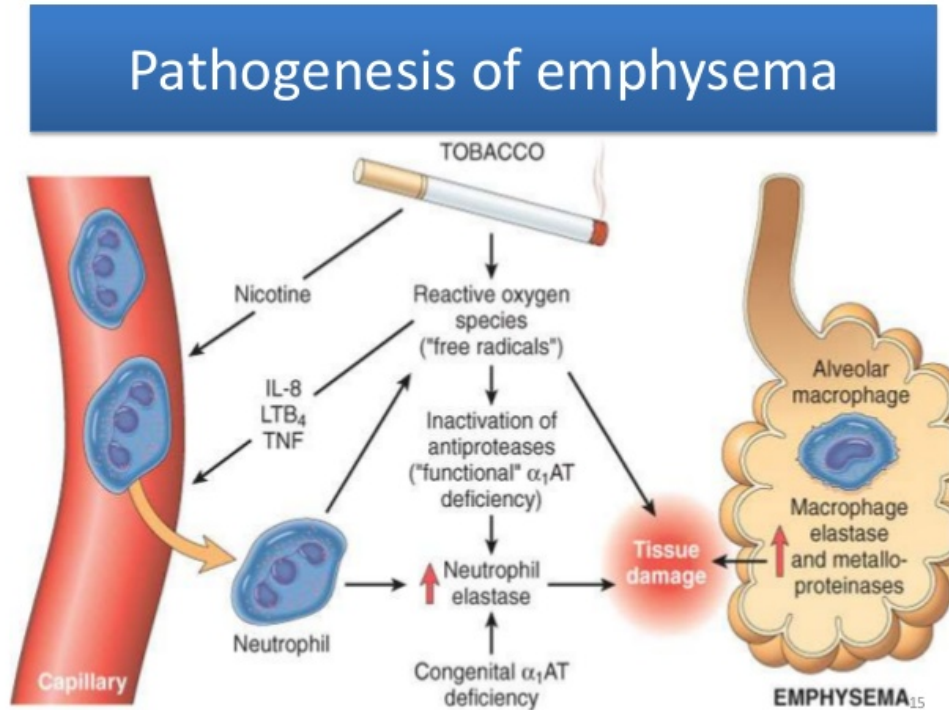 Pathogenesis of emphysema
TOBACCO
Nicotine
Reactive oxygen
species
("free radicals")
IL-8
LTB₄
TNF
Inactivation of
antiproteases
("functional" α₁AT
deficiency)
Alveolar
macrophage
Macrophage
elastase
and metallo-
proteinases
Tissue
damage
Neutrophil
elastase
Neutrophil
Congenital α₁AT
deficiency
Capillary
EMPHYSEMA
15